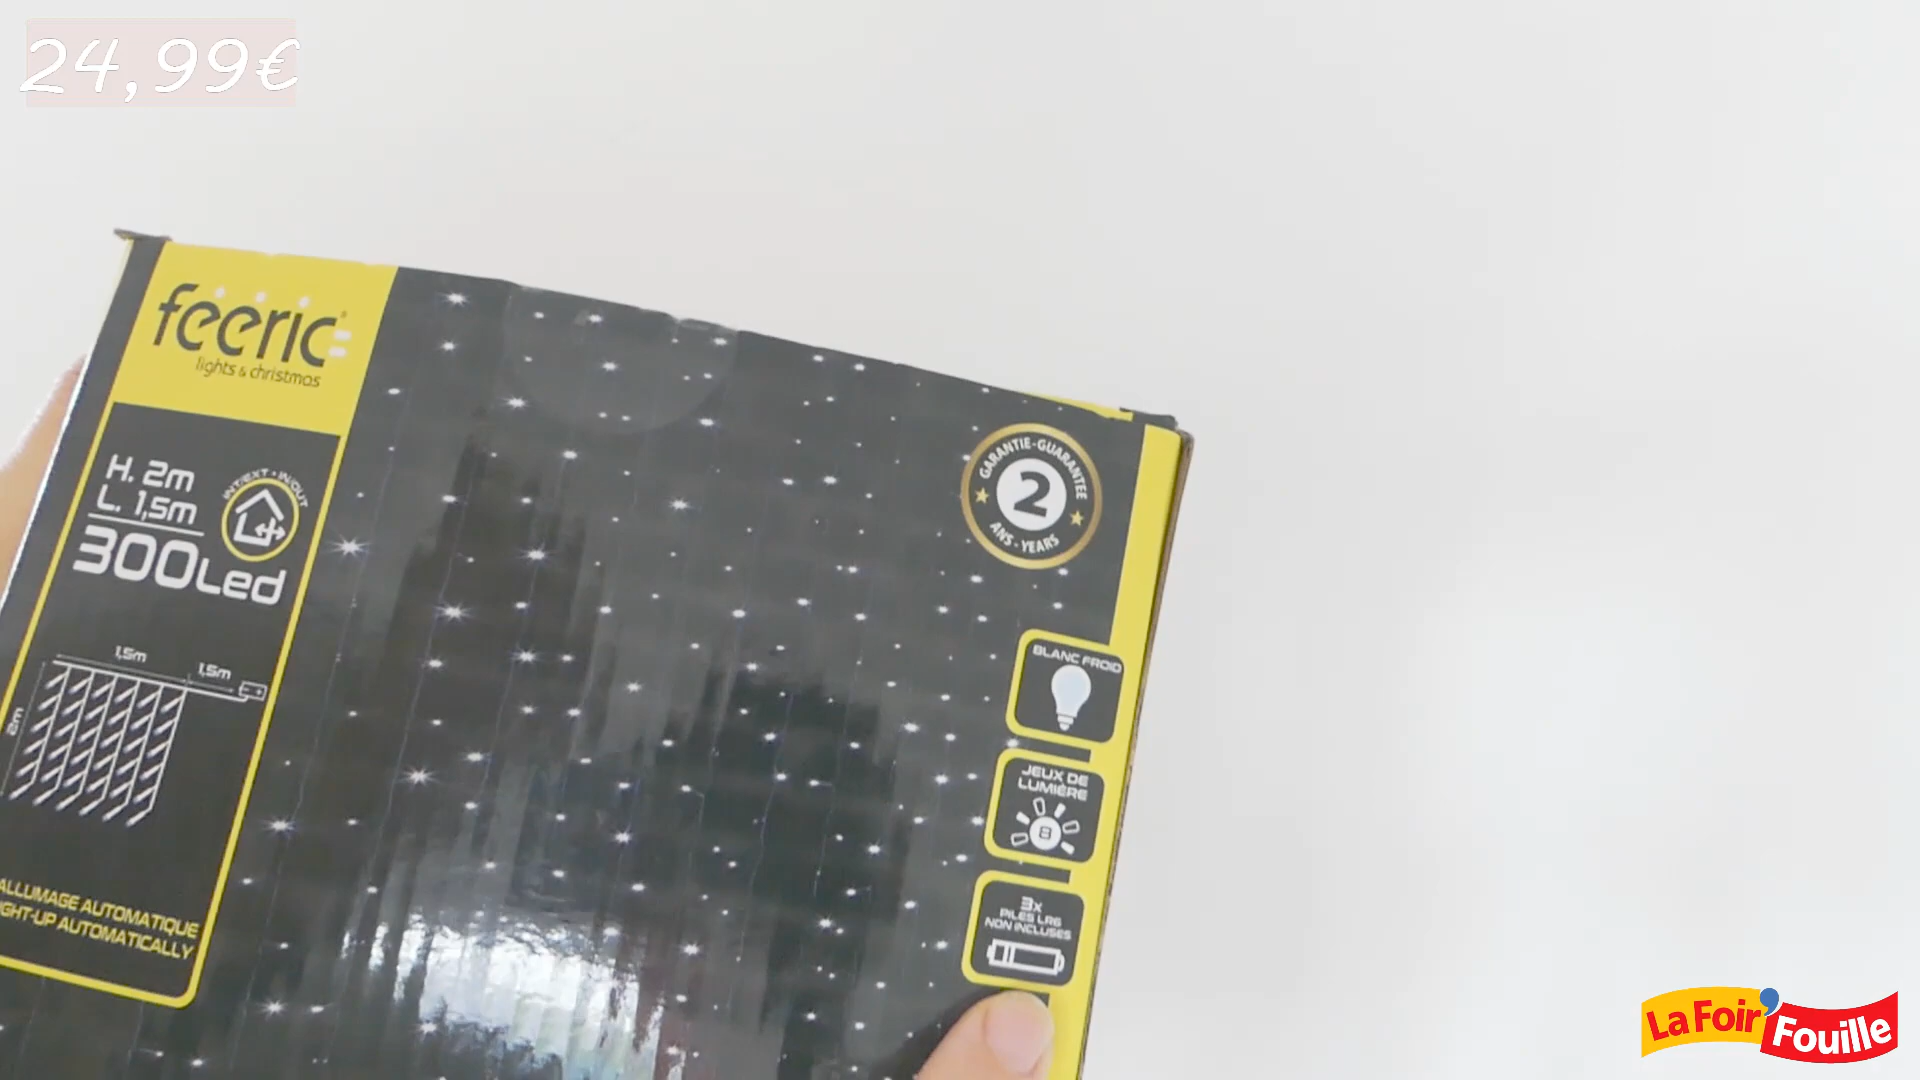 24,99€
feeric
lights & christmas
H. 2m
L. 1,5m
INT/EXT • IN/OUT
300Led
1,5m
1,5m
2m
ALLUMAGE AUTOMATIQUE
LIGHT-UP AUTOMATICALLY
GARANTIE-GUARANTEE
2
ANS - YEARS
BLANC FROID
JEUX DE
LUMIÈRE
8
3x
PILES LR6
NON INCLUSES
La Foir'Fouille